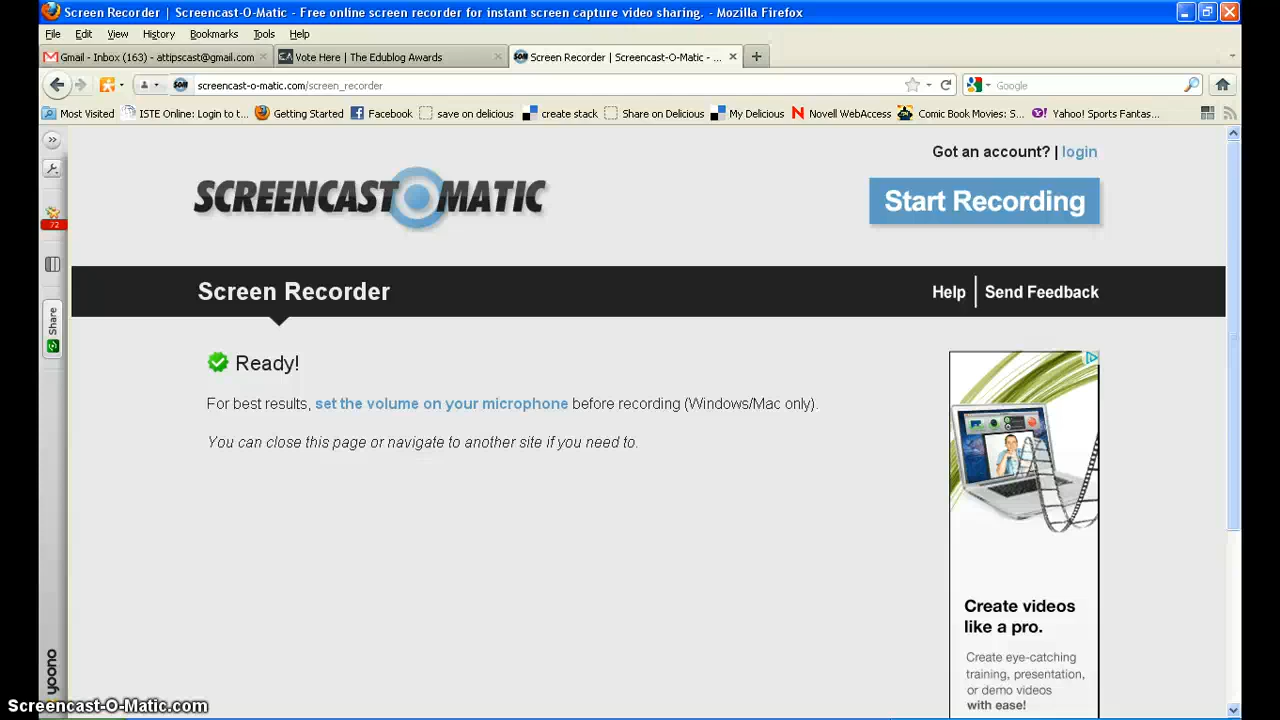 Screen Recorder | Screencast-O-Matic - Free online screen recorder for instant screen capture video sharing. - Mozilla Firefox
File Edit View History Bookmarks Tools Help
Gmail - Inbox (163) - attipscast@gmail.com
Vote Here | The Edublog Awards
Screen Recorder | Screencast-O-Matic - ...
SOM screencast-o-matic.com/screen_recorder
Google
Most Visited ISTE Online: Login to t... Getting Started Facebook save on delicious create stack Share on Delicious My Delicious Novell WebAccess Comic Book Movies: S... Yahoo! Sports Fantas...
Got an account? | login
SCREENCAST-O-MATIC
Start Recording
72
Screen Recorder
Help | Send Feedback
Share
Ready!
For best results, set the volume on your microphone before recording (Windows/Mac only).
You can close this page or navigate to another site if you need to.
Create videos
like a pro.
Create eye-catching
training, presentation,
or demo videos
with ease!
yoono
Screencast-O-Matic.com